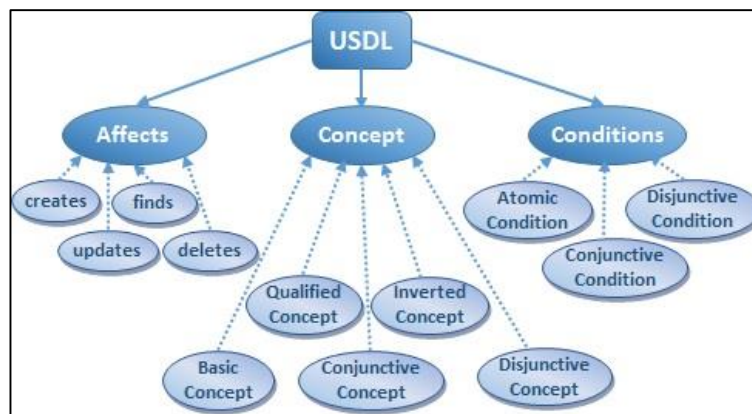 USDL
Affects
Concept
Conditions
creates
finds
updates
deletes
Atomic
Condition
Disjunctive
Condition
Conjunctive
Condition
Qualified
Concept
Inverted
Concept
Basic
Concept
Conjunctive
Concept
Disjunctive
Concept